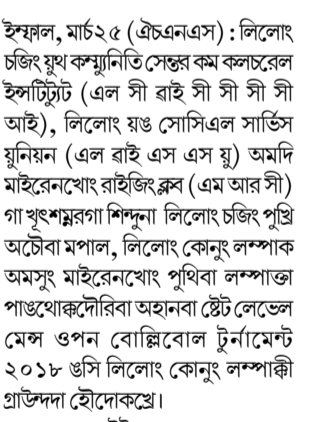 ইম্ফাল, মার্চ২৫ (ঐচএনএস) : লিলোং
চজিং য়ুথ কম্ম্যুনিতি সেন্তর কম কলচরেল
ইন্সটিট্যুট (এল সী ৱাই সী সী সী সী
আই), লিলোং য়ঙ সোসিএল সার্ভিস
য়ুনিয়ন (এল ৱাই এস এস য়ু) অমদি
মাইরেনখোং রাইজিং ক্লব (এম আর সী)
গা খূৎশম্নরগা শিন্দুনা লিলোং চজিং পুখ্রি
অচৌবা মপাল, লিলোং কোনুং লম্পাক
অমসুং মাইরেনখোং পুথিবা লম্পাক্তা
পাঙথোক্কদৌরিবা অহানবা ষ্টেট লেভেল
মেন্স ওপন বোল্লিবোল টুর্নামেন্ট
২০১৮ ঙসি লিলোং কোনুং লম্পাক্কী
গ্রাউন্দদা হৌদোকখ্রে।